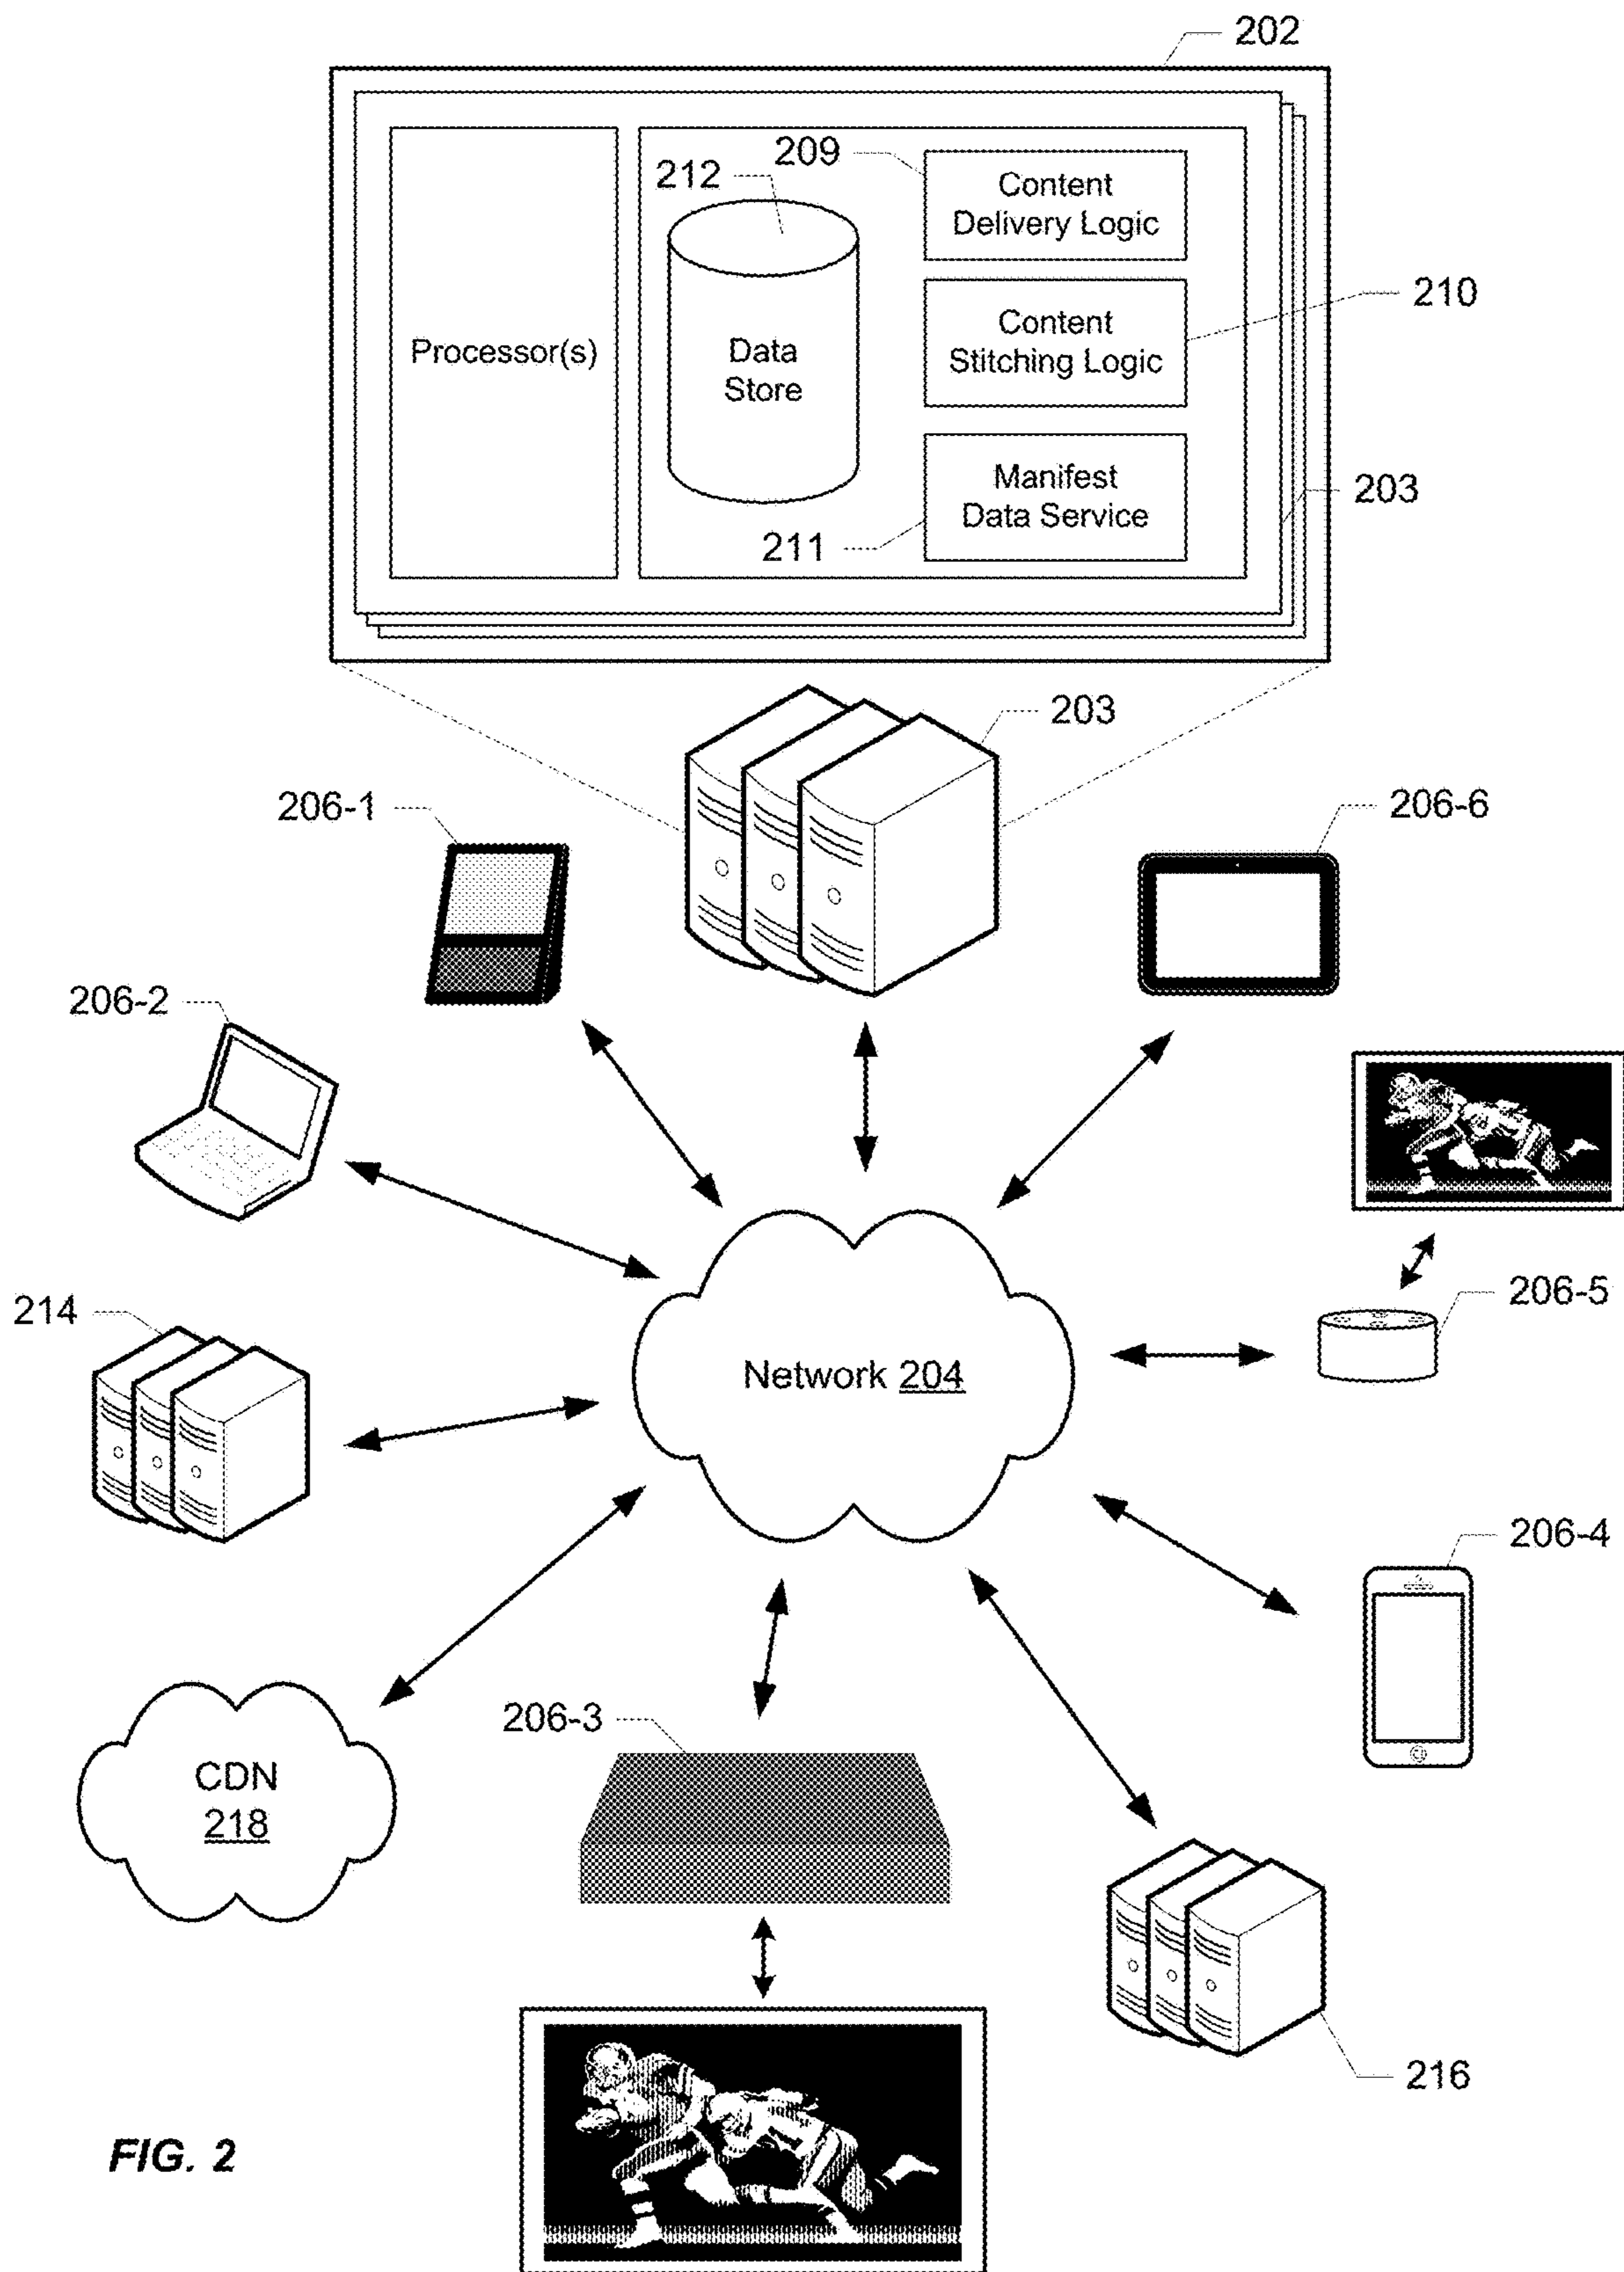 202
209
212
Content
Delivery Logic
210
Content
Stitching Logic
Processor(s)
Data
Store
203
Manifest
Data Service
211
203
206-1
206-6
206-2
206-5
214
Network 204
206-4
206-3
CDN
218
216
FIG. 2
1